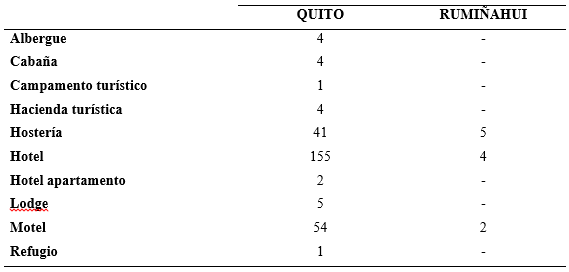 QUITO RUMIÑAHUI
Albergue 4 -
Cabaña 4 -
Campamento turístico 1 -
Hacienda turística 4 -
Hostería 41 5
Hotel 155 4
Hotel apartamento 2 -
Lodge 5 -
Motel 54 2
Refugio 1 -